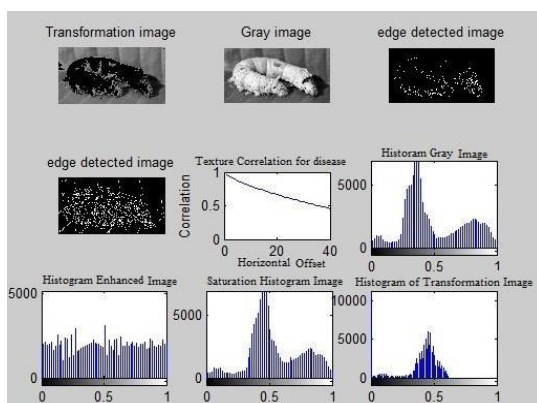 Transformation image
Gray image
edge detected image
edge detected image
Texture Correlation for disease
Correlation
1
0.5
0
0
20
40
Horizontal Offset
Historam Gray Image
5000
0
0
0.5
1
Histogram Enhanced Image
5000
0
0
0.5
1
Saturation Histogram Image
5000
0
0
0.5
1
Histogram of Transformation Image
10000
5000
0
0
0.5
1